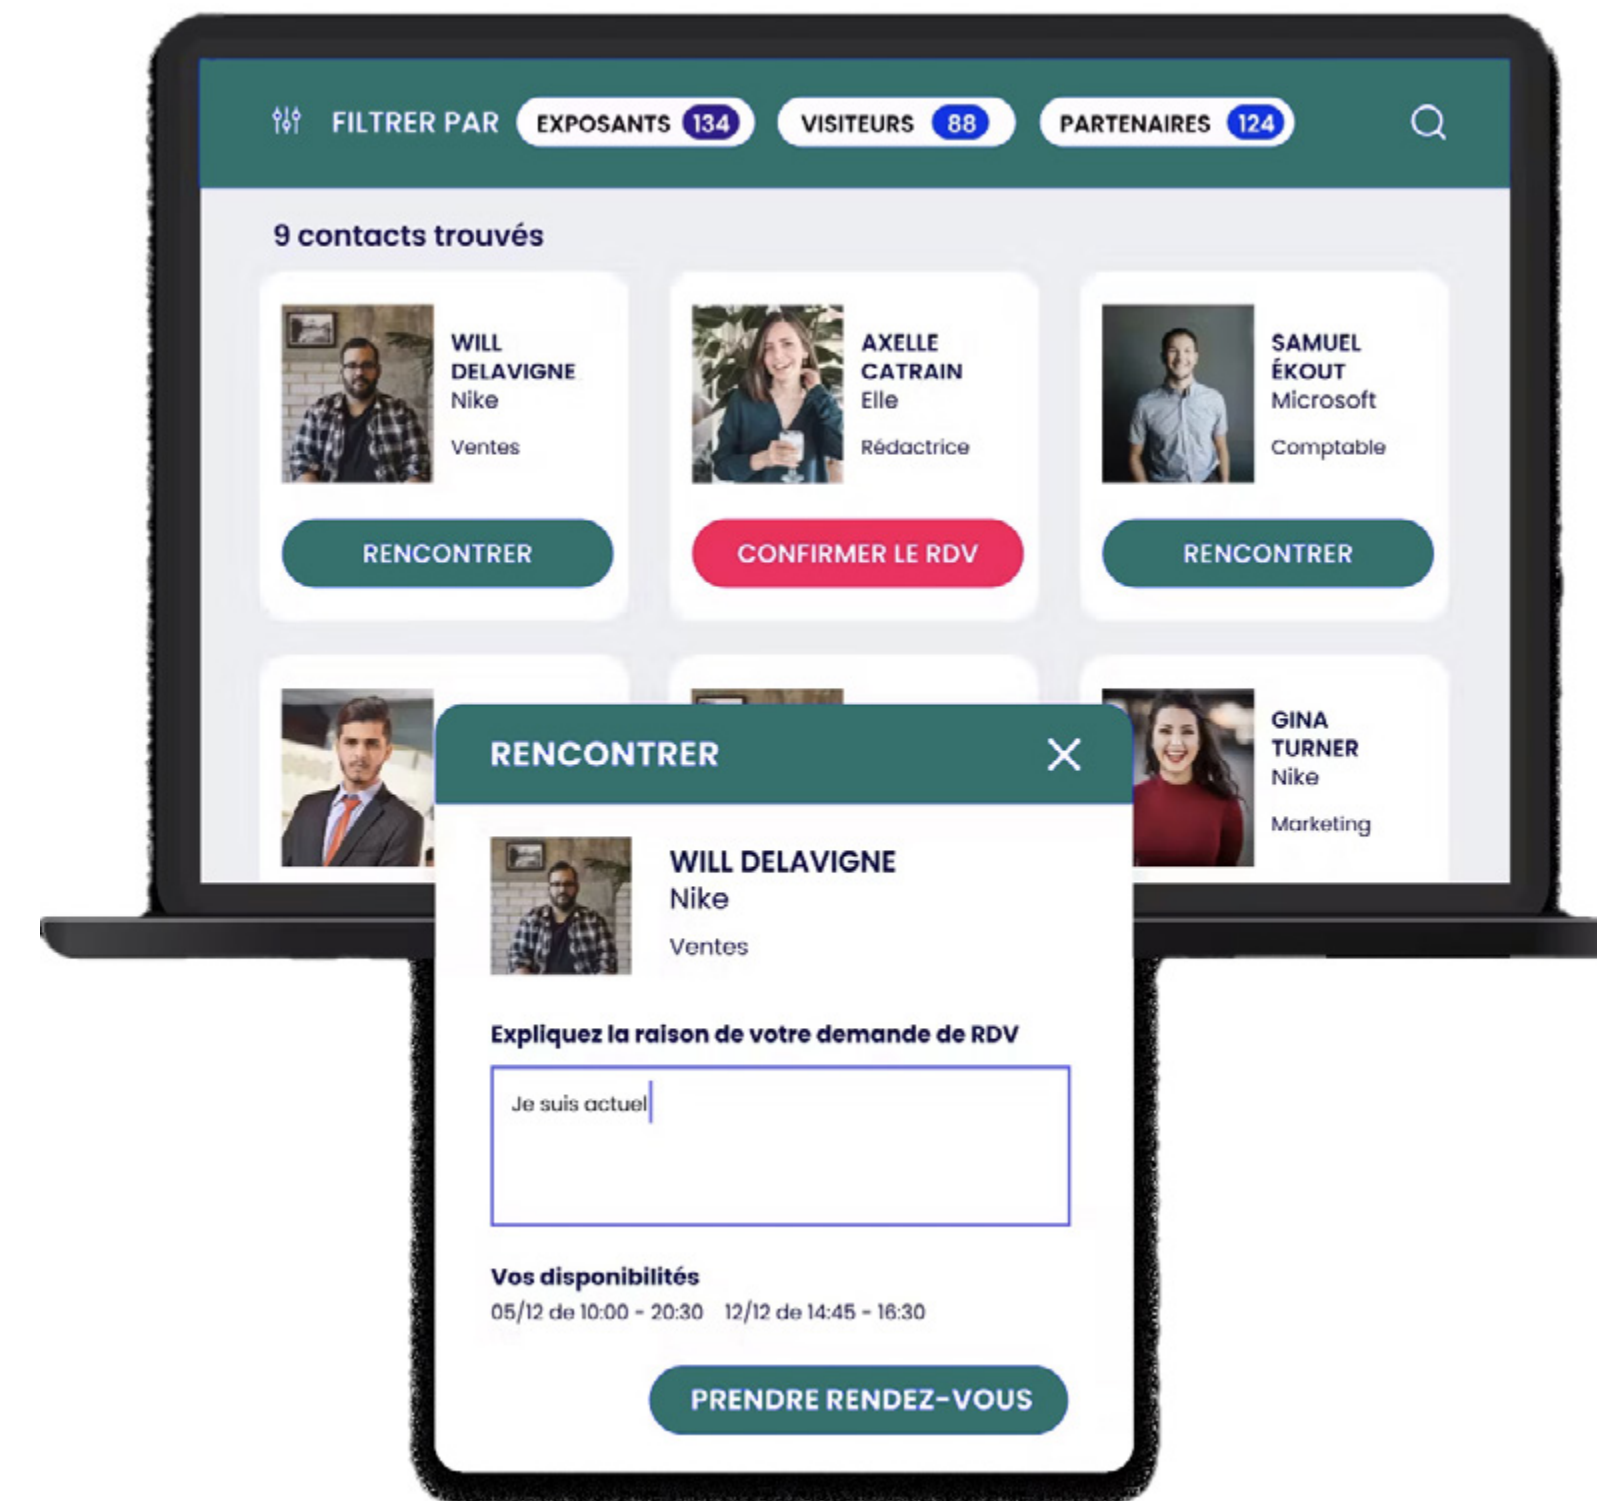 FILTRER PAR EXPOSANTS 134 VISITEURS 88 PARTENAIRES 124
9 contacts trouvés
WILL
DELAVIGNE
Nike
Ventes
RENCONTRER
AXELLE
CATRAIN
Elle
Rédactrice
CONFIRMER LE RDV
SAMUEL
ÉKOUT
Microsoft
Comptable
RENCONTRER
GINA
TURNER
Nike
Marketing
RENCONTRER
WILL DELAVIGNE
Nike
Ventes
Expliquez la raison de votre demande de RDV
Je suis actuel
Vos disponibilités
05/12 de 10:00 - 20:30 12/12 de 14:45 - 16:30
PRENDRE RENDEZ-VOUS